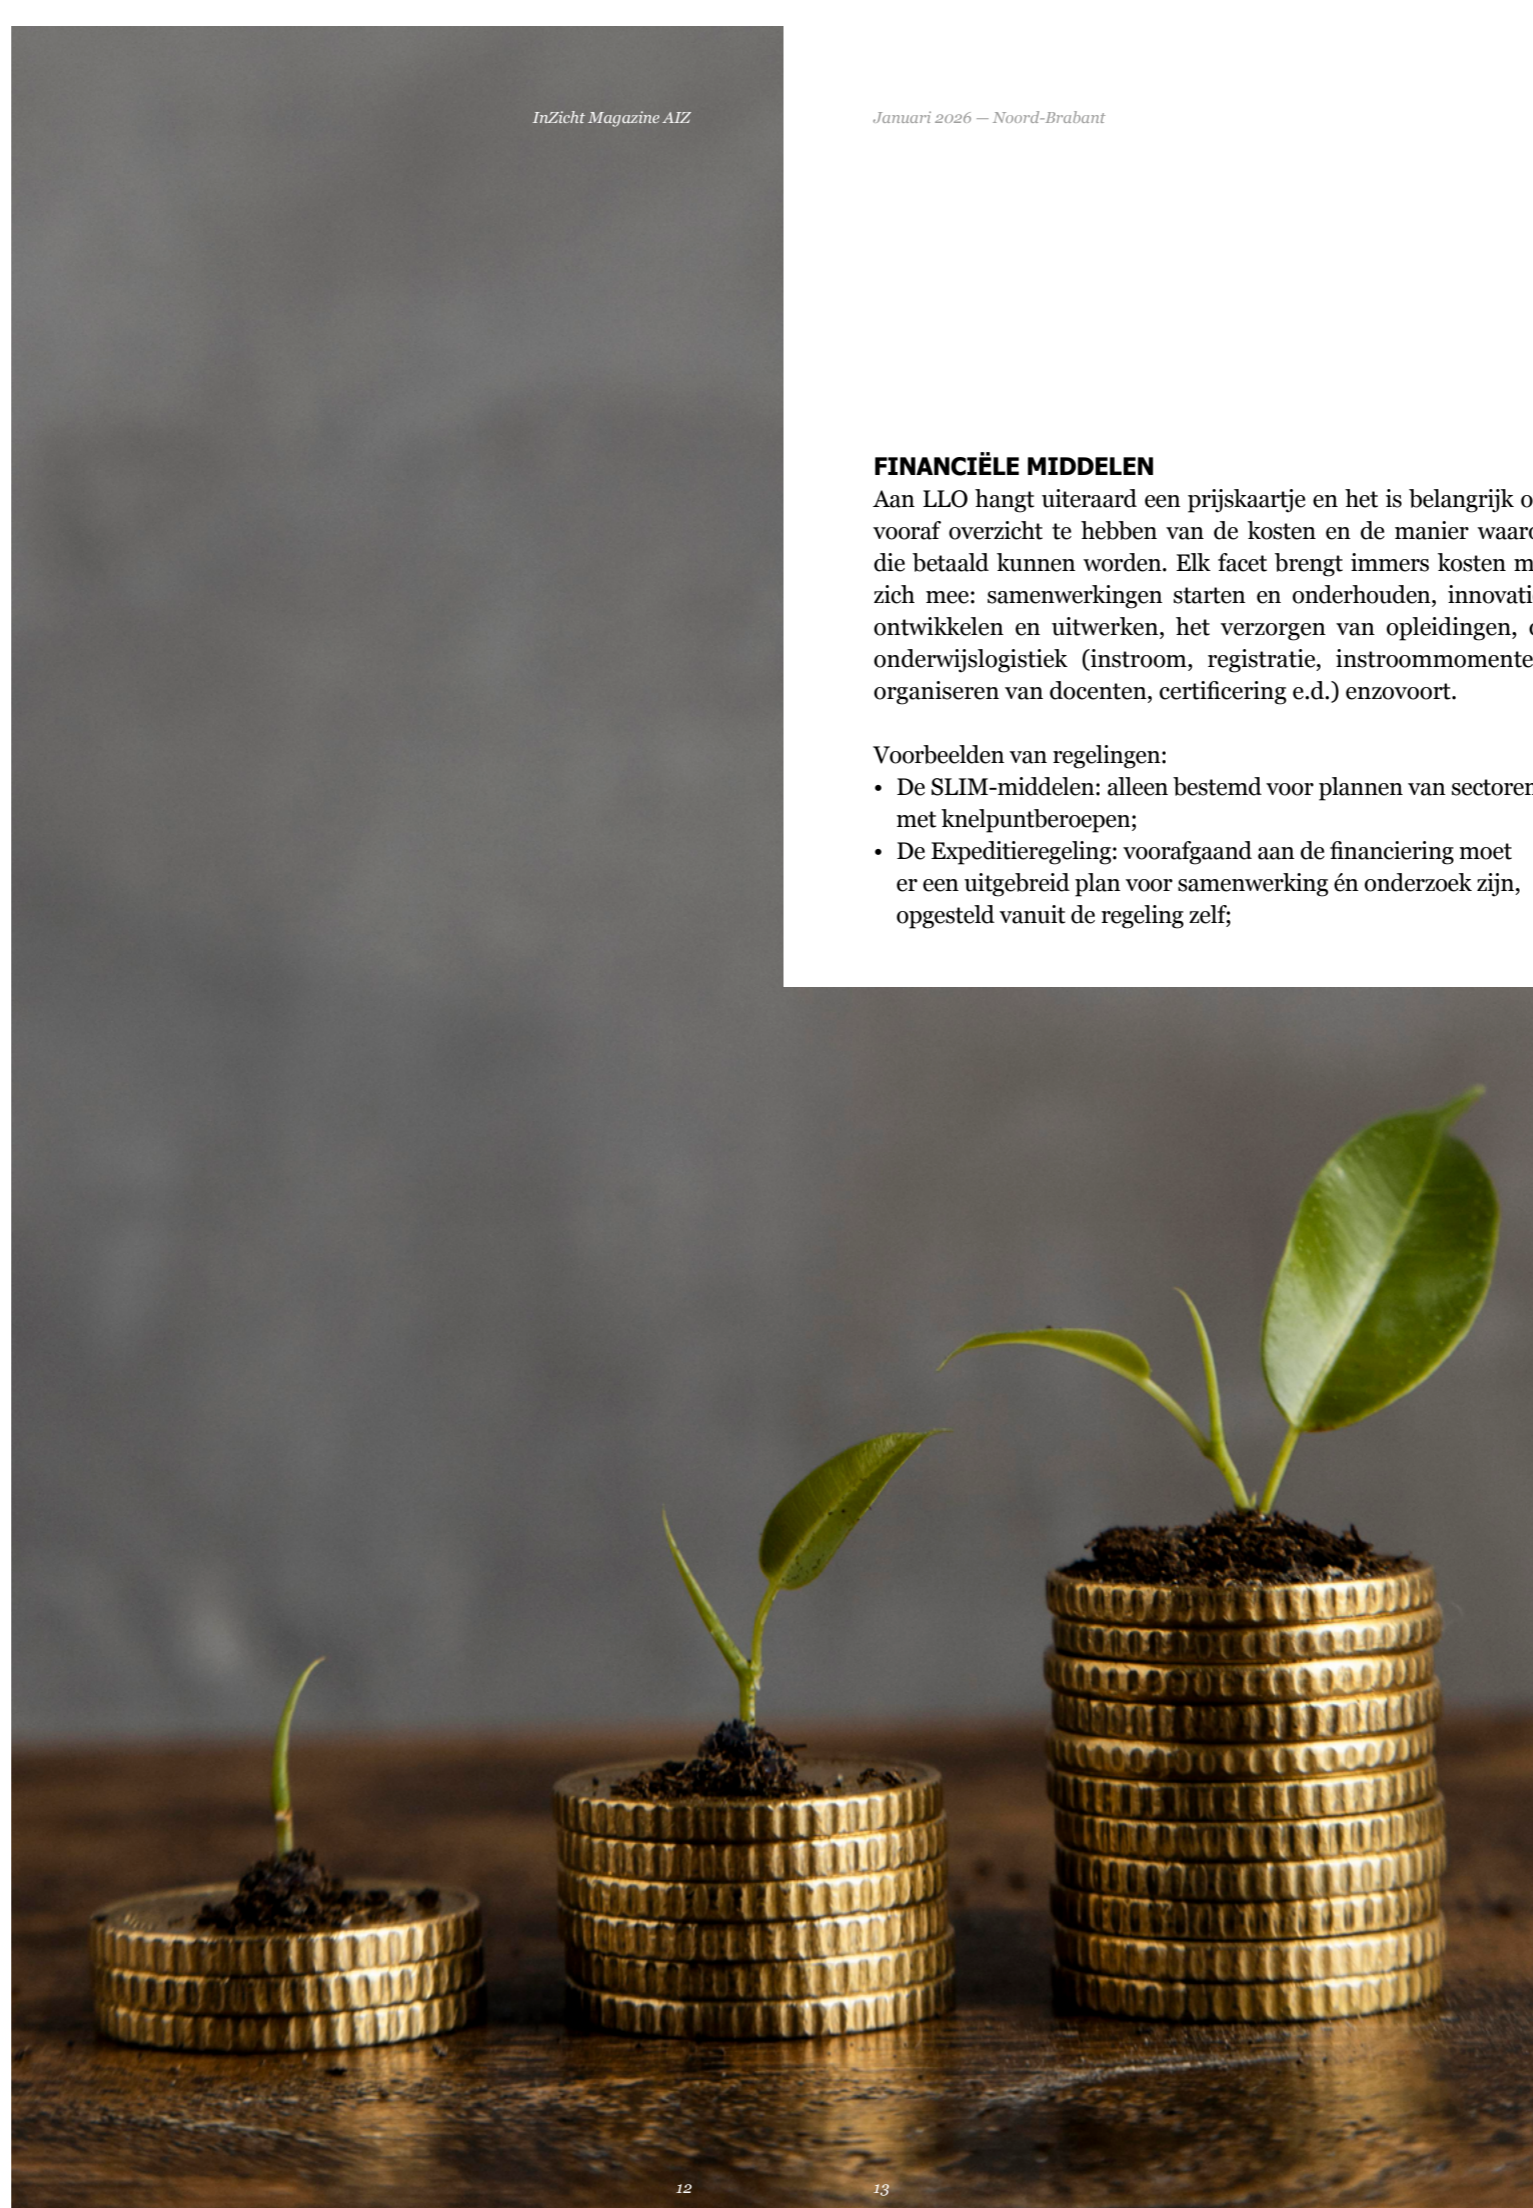 InZicht Magazine AIZ
Januari 2026 — Noord-Brabant
FINANCIËLE MIDDELEN
Aan LLO hangt uiteraard een prijskaartje en het is belangrijk
vooraf overzicht te hebben van de kosten en de manier
die betaald kunnen worden. Elk facet brengt immers kosten
zich mee: samenwerkingen starten en onderhouden,
ontwikkelen en uitwerken, het verzorgen van opleidingen,
onderwijslogistiek (instroom, registratie,
organiseren van docenten, certificering e.d.) enzovoort.
Voorbeelden van regelingen:
• De SLIM-middelen: alleen bestemd voor plannen van sectoren
met knelpuntberoepen;
• De Expeditieregeling: voorafgaand aan de financiering moet
er een uitgebreid plan voor samenwerking én onderzoek zijn,
opgesteld vanuit de regeling zelf;
12
13